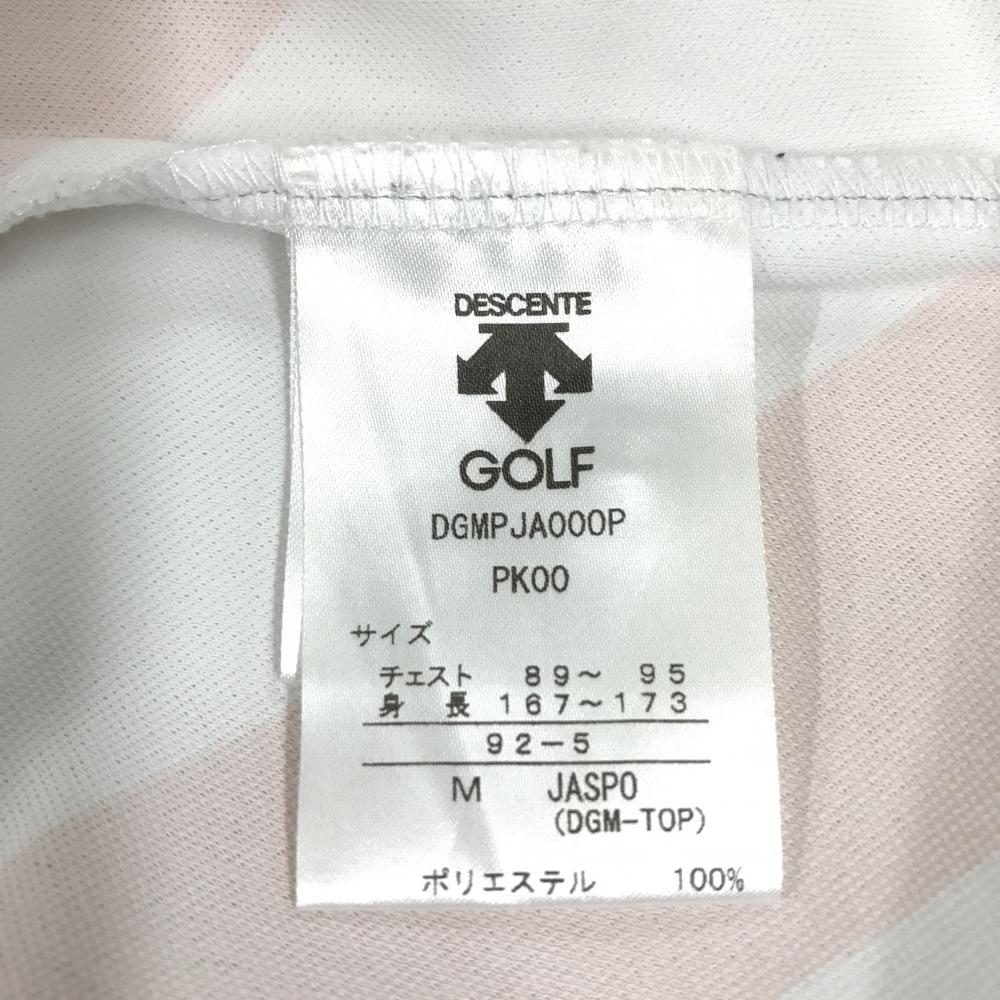 DESCENTE
GOLF
DGMPJA000P
PK00
サイズ
チェスト 89〜 95
身 長 167〜173
92-5
M JASPO
(DGM-TOP)
ポリエステル 100%